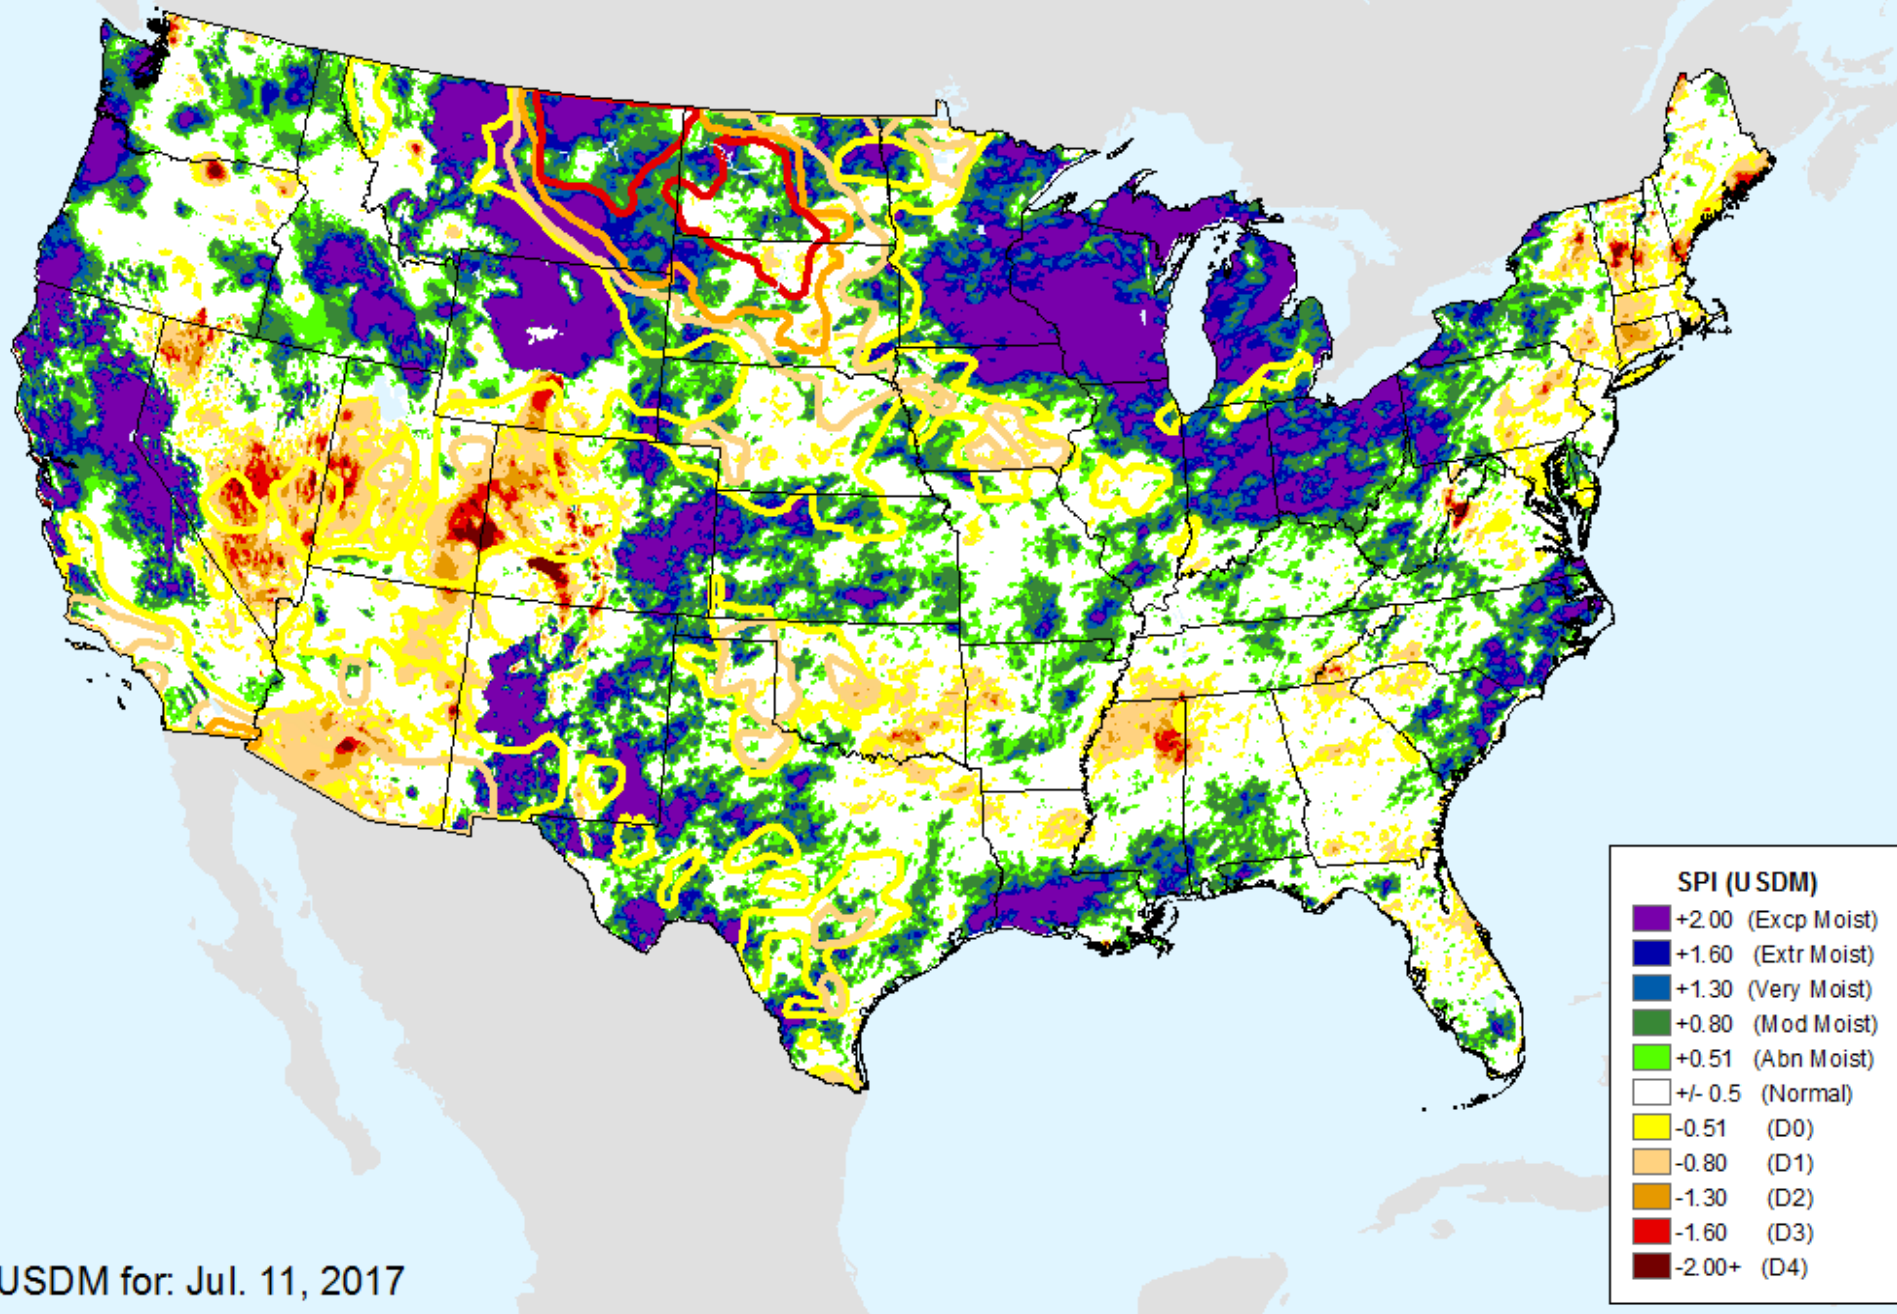 SPI (USDM)
+2.00 (Excp Moist)
+1.60 (Extr Moist)
+1.30 (Very Moist)
+0.80 (Mod Moist)
+0.51 (Abn Moist)
+/- 0.5 (Normal)
-0.51 (D0)
-0.80 (D1)
-1.30 (D2)
-1.60 (D3)
-2.00+ (D4)
USDM for: Jul. 11, 2017